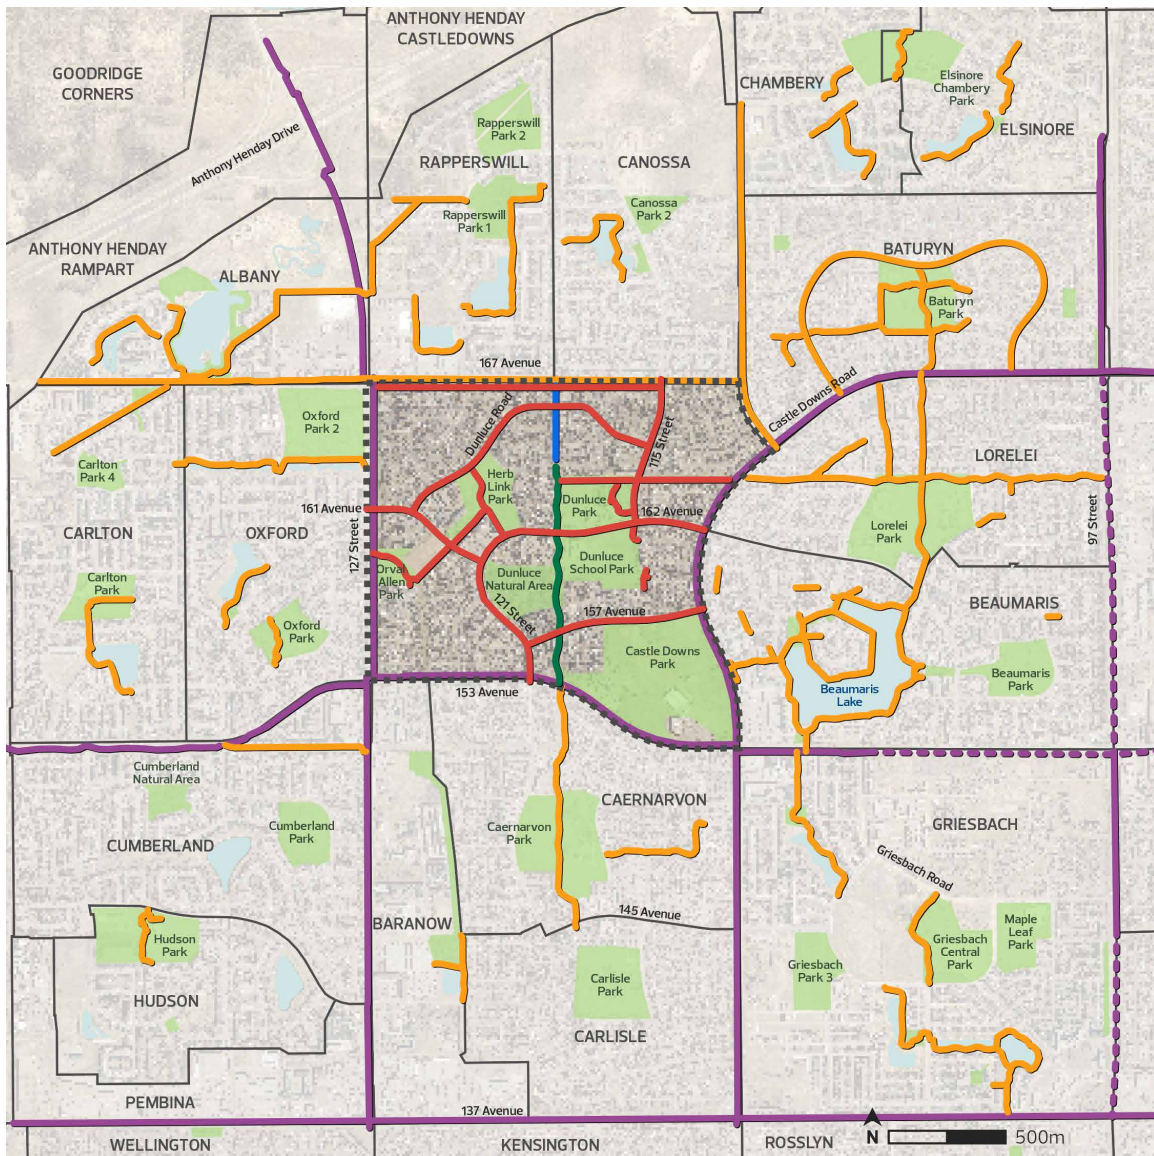 ANTHONY HENDAY
CASTLEDOWNS
GOODRIDGE
CORNERS
CHAMBERY
Elsinore
Chambery
Park
ELSINORE
Anthony Henday Drive
Rapperswill
Park 2
RAPPERSWILL
CANOSSA
Rapperswill
Park 1
Canossa
Park 2
ANTHONY HENDAY
RAMPART
ALBANY
BATURYN
Baturyn
Park
167 Avenue
Castle Downs Road
Oxford
Park 2
Dunluce Road
115 Street
Carlton
Park 4
Herb
Link
Park
LORELEI
161 Avenue
Dunluce
Park
162 Avenue
CARLTON
OXFORD
127 Street
Lorelei
Park
97 Street
Orval
Allen
Park
Dunluce
Natural Area
Dunluce
School Park
Carlton
Park
121 Street
157 Avenue
BEAUMARIS
Oxford
Park
Castle Downs
Park
Beaumaris
Park
Beaumaris
Lake
153 Avenue
Cumberland
Natural Area
CAERNARVON
Cumberland
Park
CUMBERLAND
Caernarvon
Park
GRIESBACH
Griesbach Road
145 Avenue
BARANOW
Hudson
Park
Maple
Leaf
Park
Griesbach
Central
Park
Griesbach
Park 3
Carlisle
Park
HUDSON
CARLISLE
PEMBINA
137 Avenue
WELLINGTON
KENSINGTON
ROSSLYN
N
500m